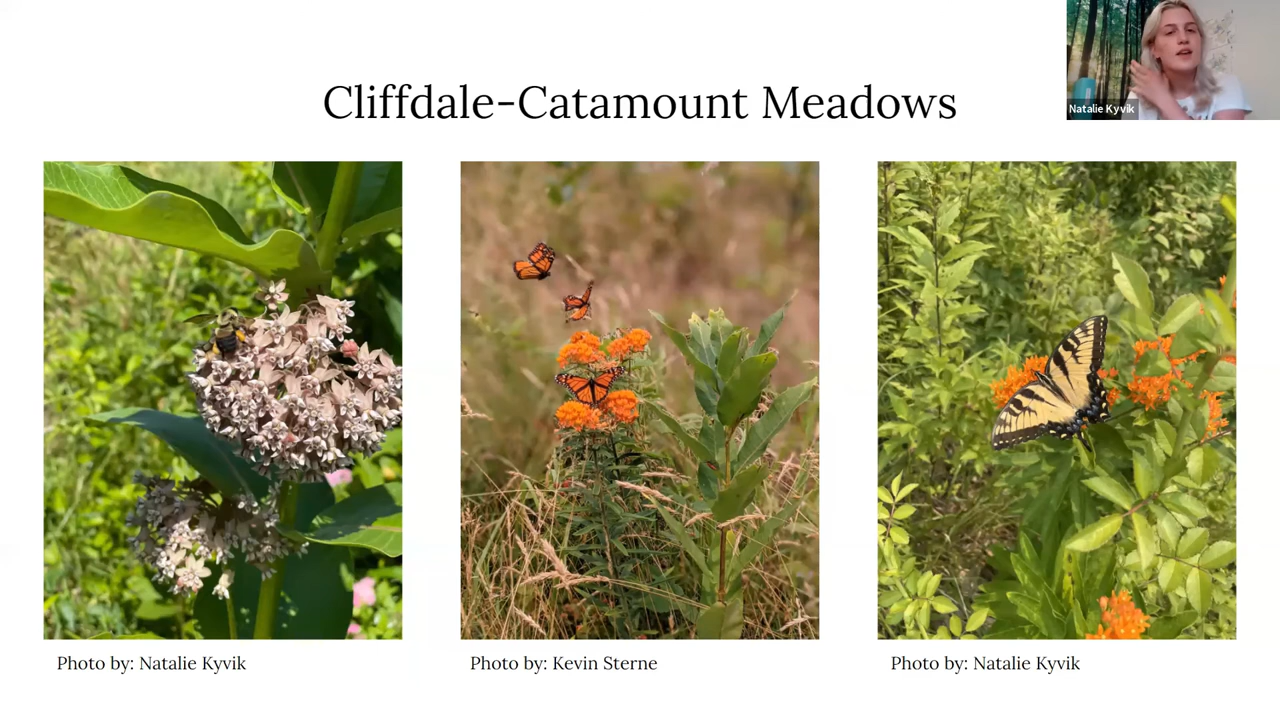 Cliffdale-Catamount Meadows
Natalie Kyvik
Photo by: Natalie Kyvik
Photo by: Kevin Sterne
Photo by: Natalie Kyvik